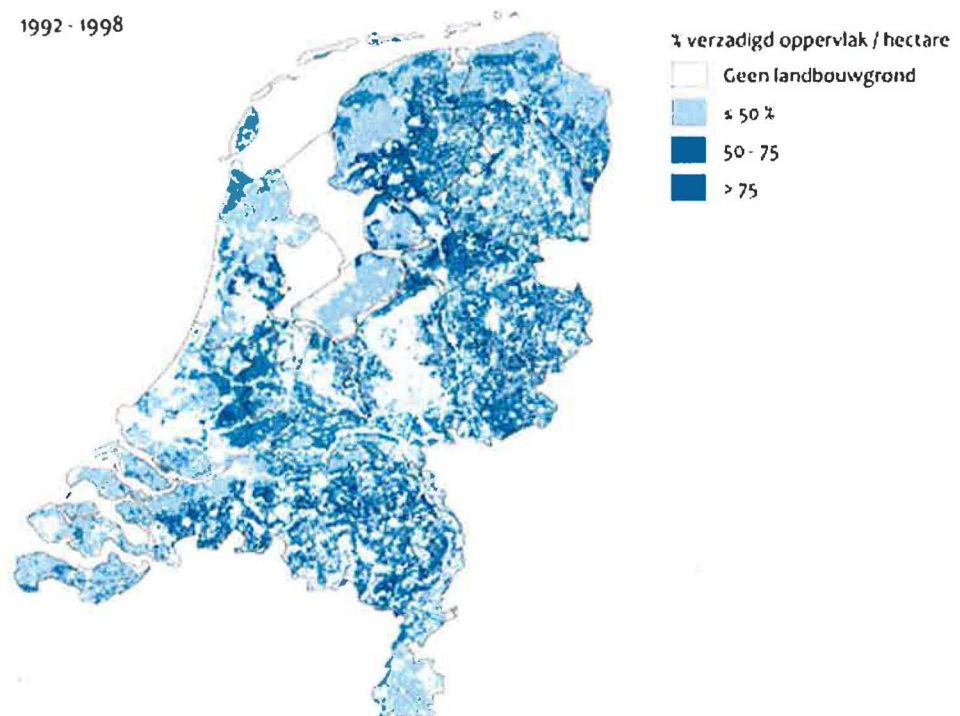 1992 - 1998
% verzadigd oppervlak / hectare
Geen landbouwgrond
≤ 50 %
50 - 75
> 75